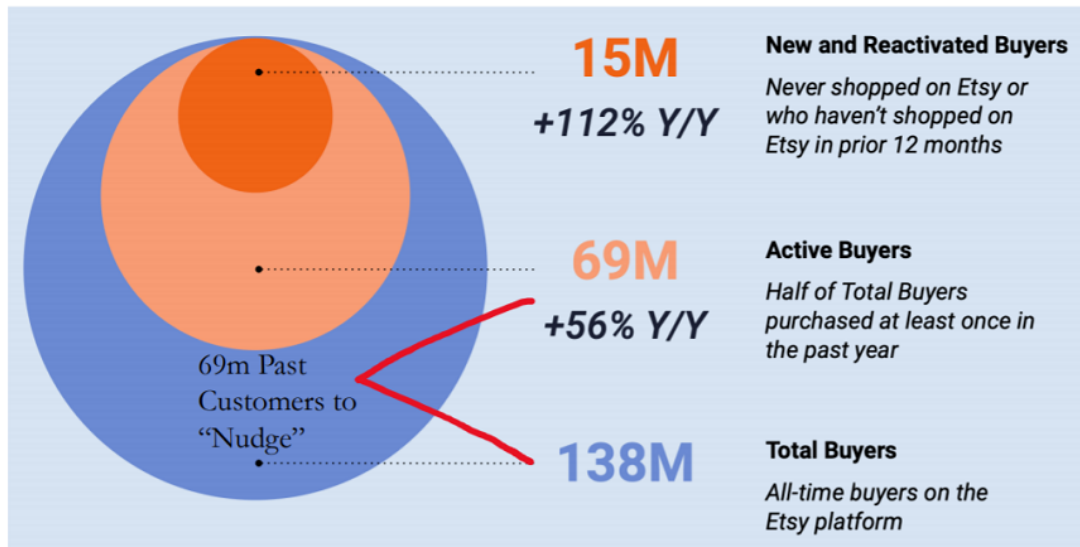 15M
+112% Y/Y
New and Reactivated Buyers
Never shopped on Etsy or
who haven’t shopped on
Etsy in prior 12 months
69M
+56% Y/Y
Active Buyers
Half of Total Buyers
purchased at least once in
the past year
69m Past
Customers to
“Nudge”
138M
Total Buyers
All-time buyers on the
Etsy platform